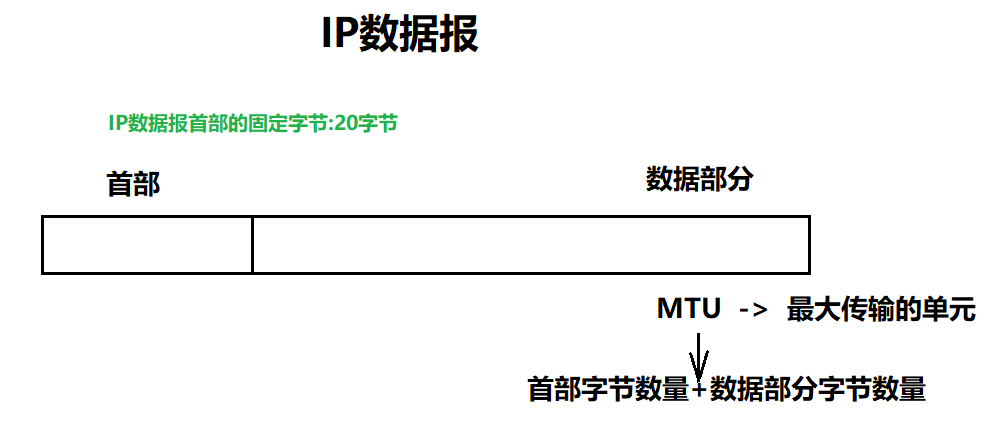 IP数据报
IP数据报首部的固定字节:20字节
首部
数据部分
MTU -> 最大传输的单元
首部字节数量+数据部分字节数量